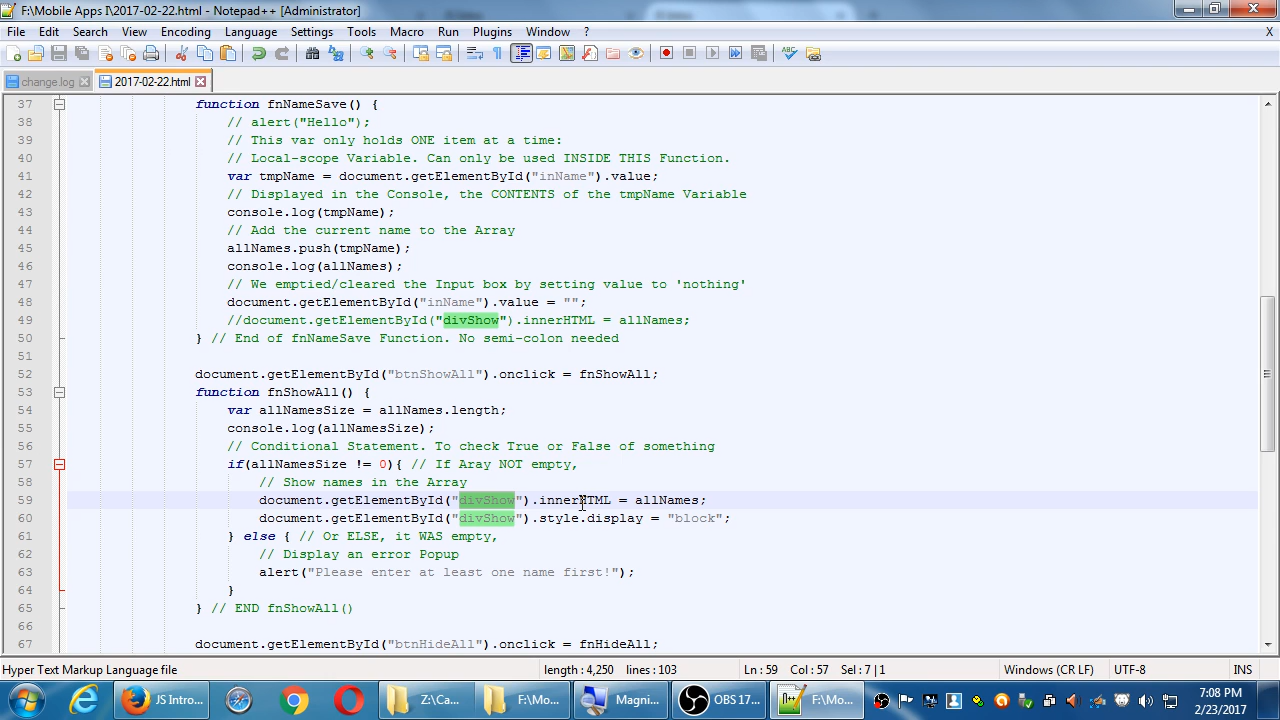 F:\Mobile Apps I\2017-02-22.html - Notepad++ [Administrator]
File Edit Search View Encoding Language Settings Tools Macro Run Plugins Window ? X
change.log 2017-02-22.html
37 function fnNameSave() {
38 // alert("Hello");
39 // This var only holds ONE item at a time:
40 // Local-scope Variable. Can only be used INSIDE THIS Function.
41 var tmpName = document.getElementById("inName").value;
42 // Displayed in the Console, the CONTENTS of the tmpName Variable
43 console.log(tmpName);
44 // Add the current name to the Array
45 allNames.push(tmpName);
46 console.log(allNames);
47 // We emptied/cleared the Input box by setting value to 'nothing'
48 document.getElementById("inName").value = "";
49 //document.getElementById("divShow").innerHTML = allNames;
50 } // End of fnNameSave Function. No semi-colon needed
51
52 document.getElementById("btnShowAll").onclick = fnShowAll;
53 function fnShowAll() {
54 var allNamesSize = allNames.length;
55 console.log(allNamesSize);
56 // Conditional Statement. To check True or False of something
57 if(allNamesSize != 0){ // If Aray NOT empty,
58 // Show names in the Array
59 document.getElementById("divShow").innerHTML = allNames;
60 document.getElementById("divShow").style.display = "block";
61 } else { // Or ELSE, it WAS empty,
62 // Display an error Popup
63 alert("Please enter at least one name first!");
64 }
65 } // END fnShowAll()
66
67 document.getElementById("btnHideAll").onclick = fnHideAll;
Hyper Text Markup Language file length : 4,250 lines : 103 Ln : 59 Col : 57 Sel : 7 | 1 Windows (CR LF) UTF-8 INS
JS Intro... Z:\Ca... F:\Mo... Magni... OBS 17... F:\Mo... 7:08 PM
2/23/2017